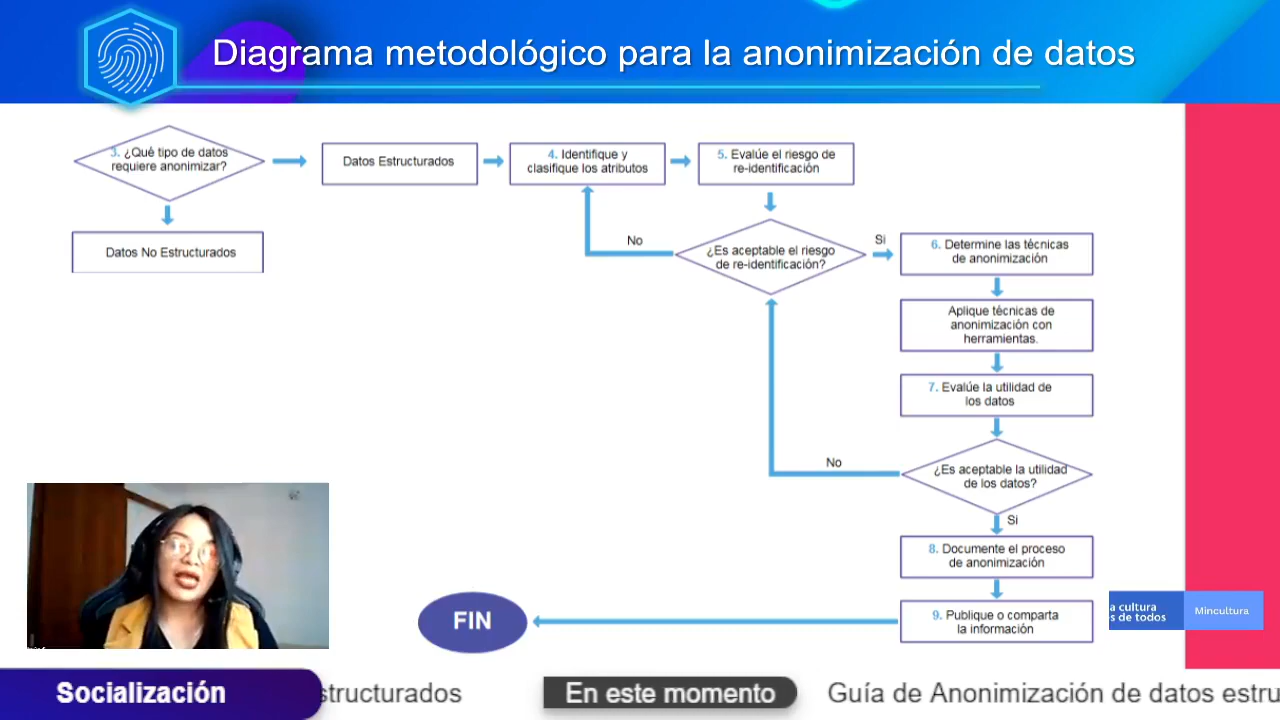 Diagrama metodológico para la anonimización de datos
3. ¿Qué tipo de datos
requiere anonimizar?
Datos Estructurados
4. Identifique y
clasifique los atributos
5. Evalúe el riesgo de
re-identificación
Datos No Estructurados
No
¿Es aceptable el riesgo
de re-identificación?
Si
6. Determine las técnicas
de anonimización
Aplique técnicas de
anonimización con
herramientas.
7. Evalúe la utilidad de
los datos
No
¿Es aceptable la utilidad
de los datos?
Si
8. Documente el proceso
de anonimización
9. Publique o comparta
la información
FIN
a cultura
es de todos
Mincultura
Socialización
structurados
En este momento
Guía de Anonimización de datos estru